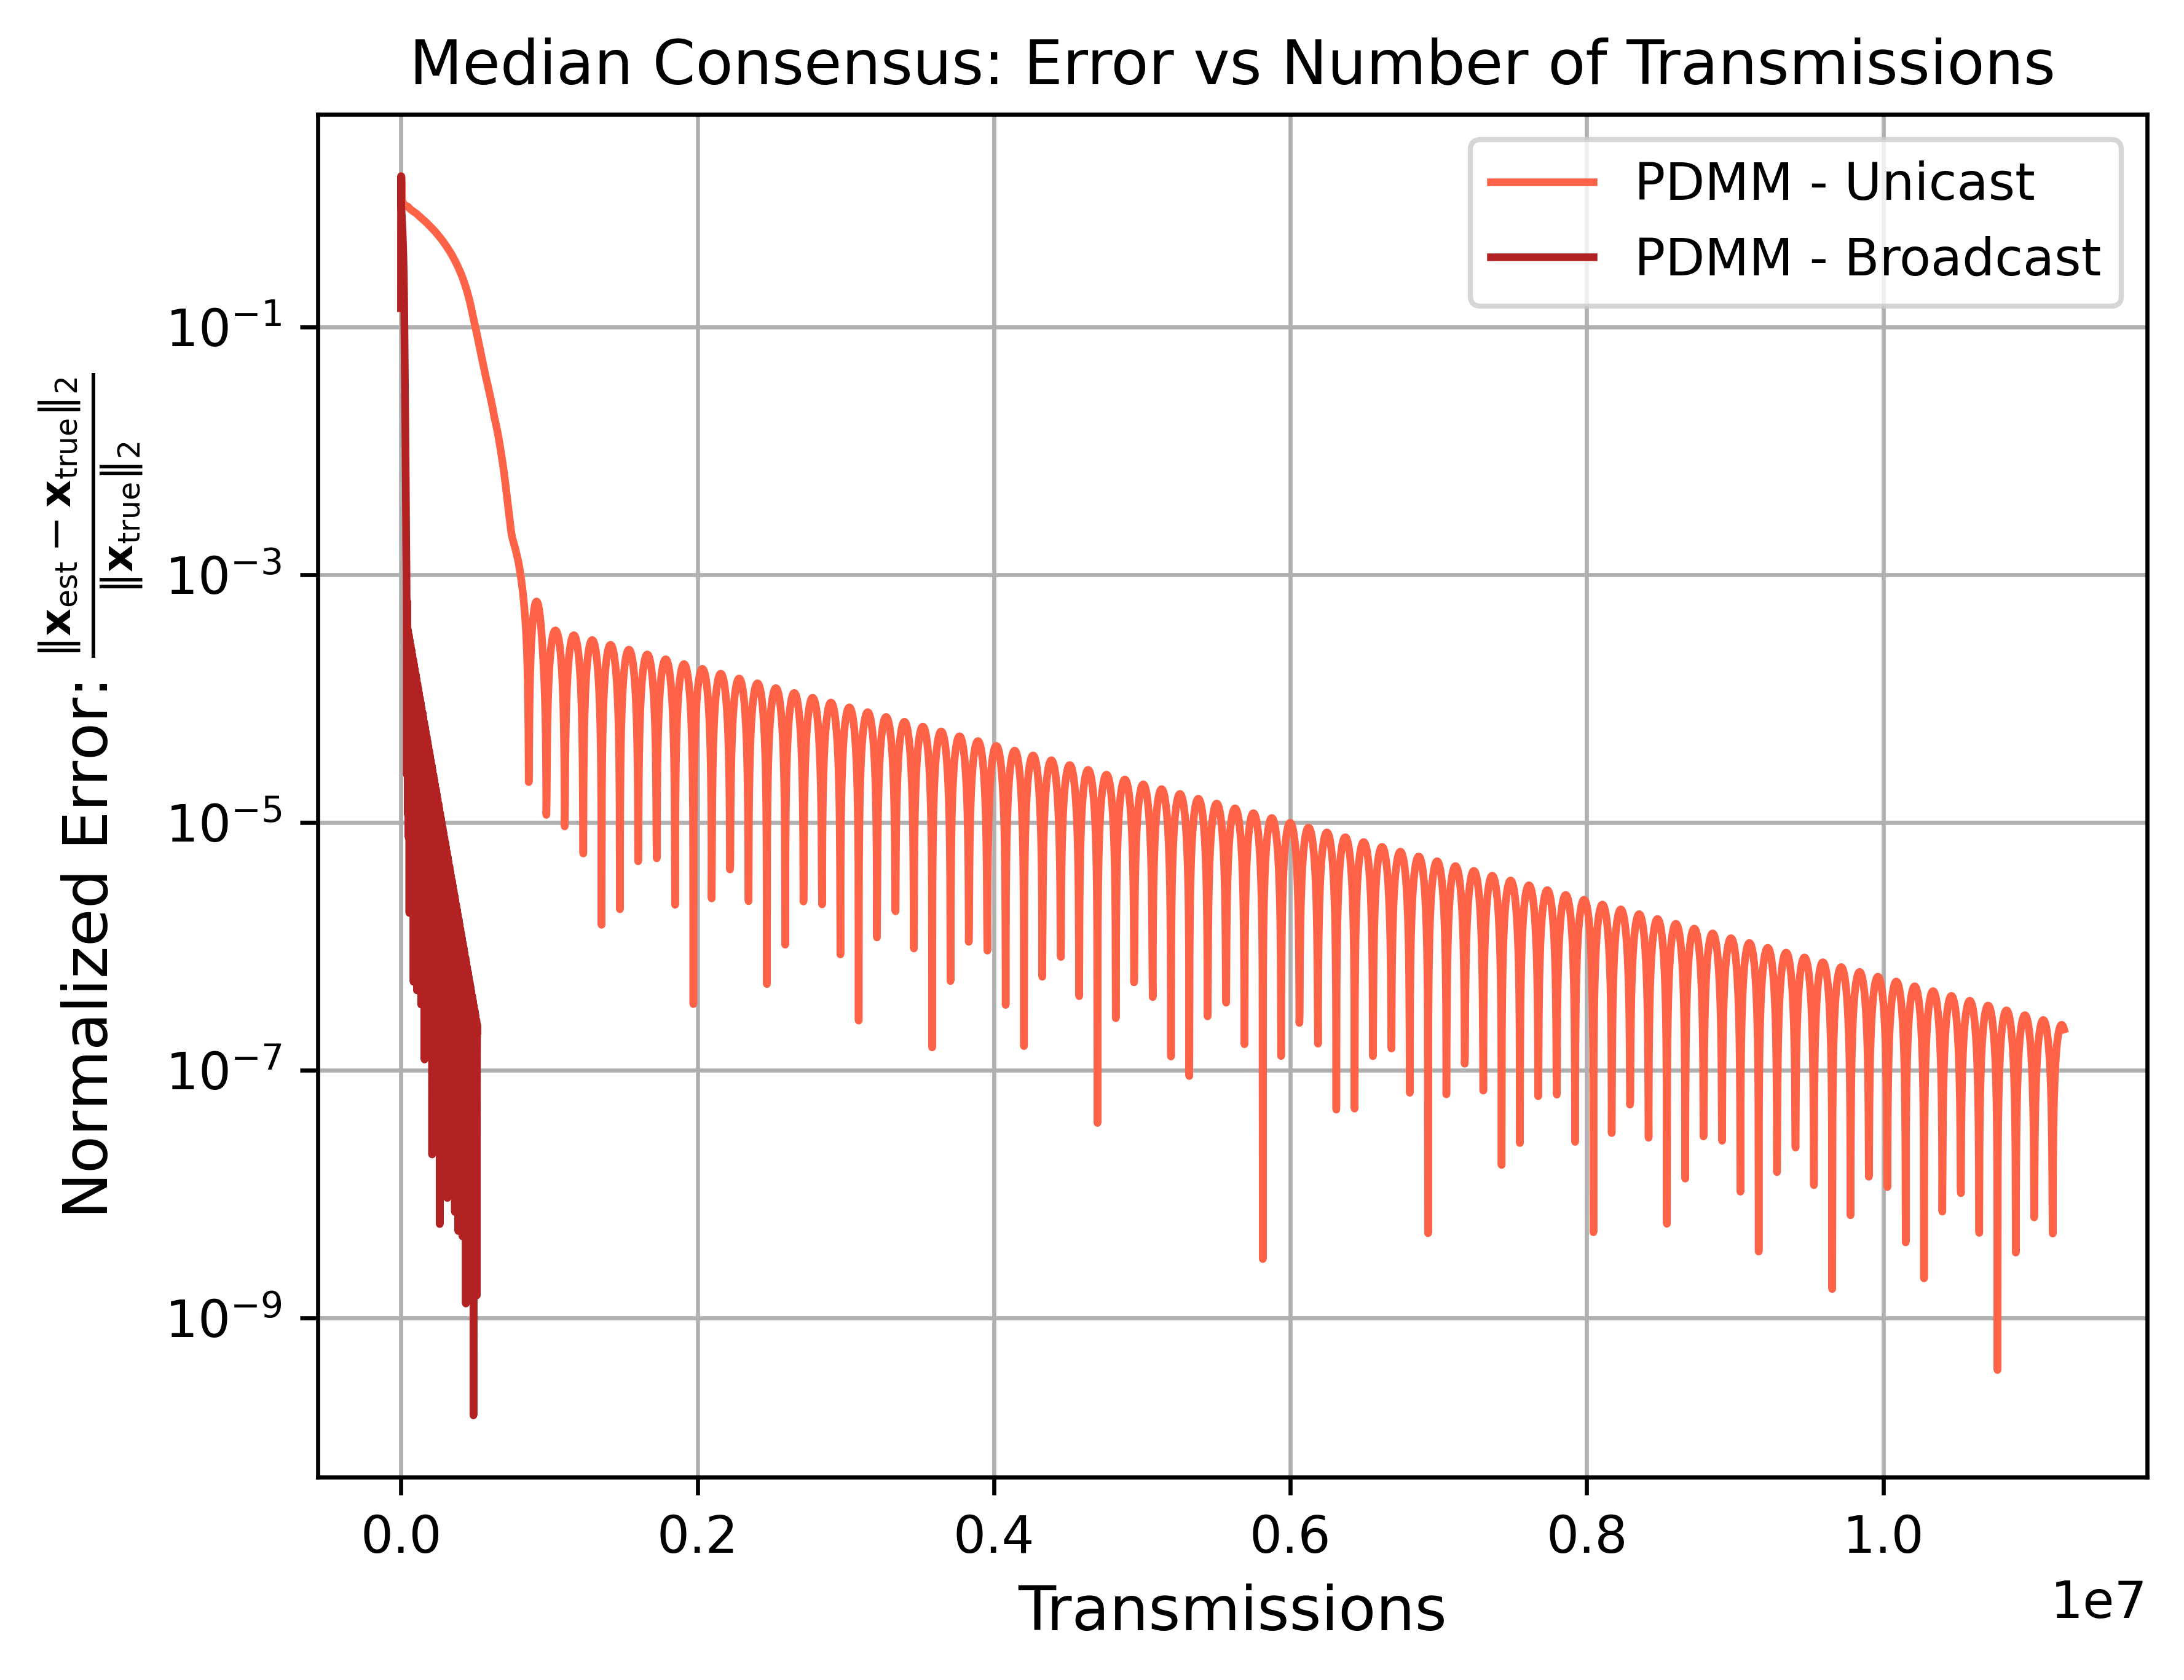 Median Consensus: Error vs Number of Transmissions
PDMM - Unicast
PDMM - Broadcast
Normalized Error: ‖x_est − x_true‖₂ / ‖x_true‖₂
10⁻¹
10⁻³
10⁻⁵
10⁻⁷
10⁻⁹
0.0 0.2 0.4 0.6 0.8 1.0
1e7
Transmissions